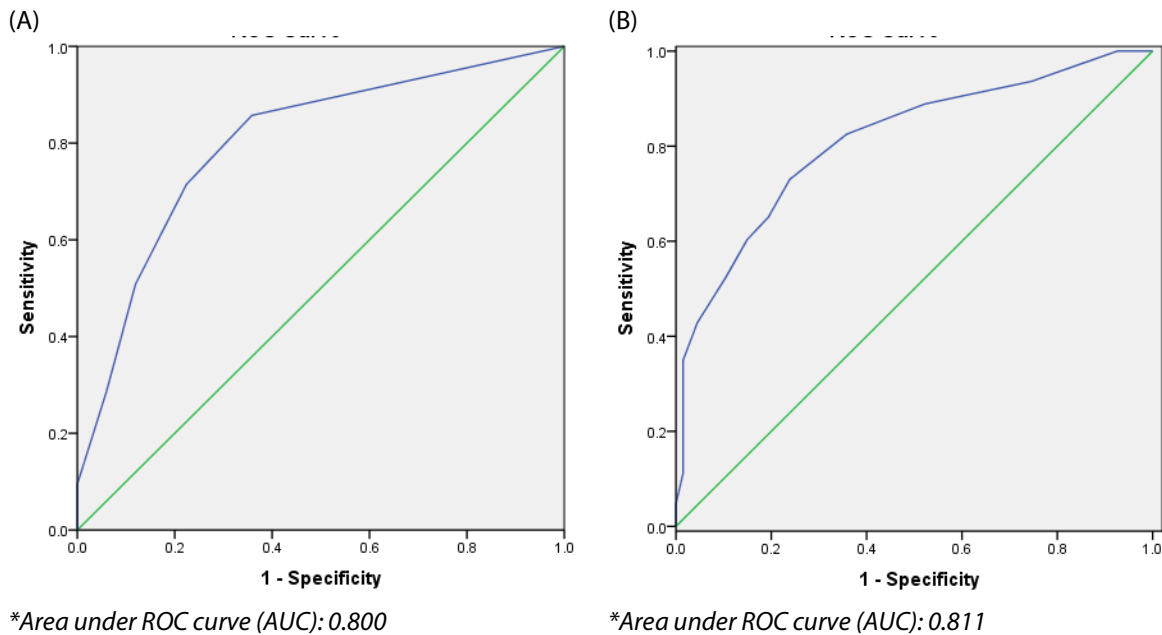 (A)
(B)
1.0
0.8
0.6
0.4
0.2
0.0
Sensitivity
0.0 0.2 0.4 0.6 0.8 1.0
1 - Specificity
*Area under ROC curve (AUC): 0.800
1.0
0.8
0.6
0.4
0.2
0.0
Sensitivity
0.0 0.2 0.4 0.6 0.8 1.0
1 - Specificity
*Area under ROC curve (AUC): 0.811